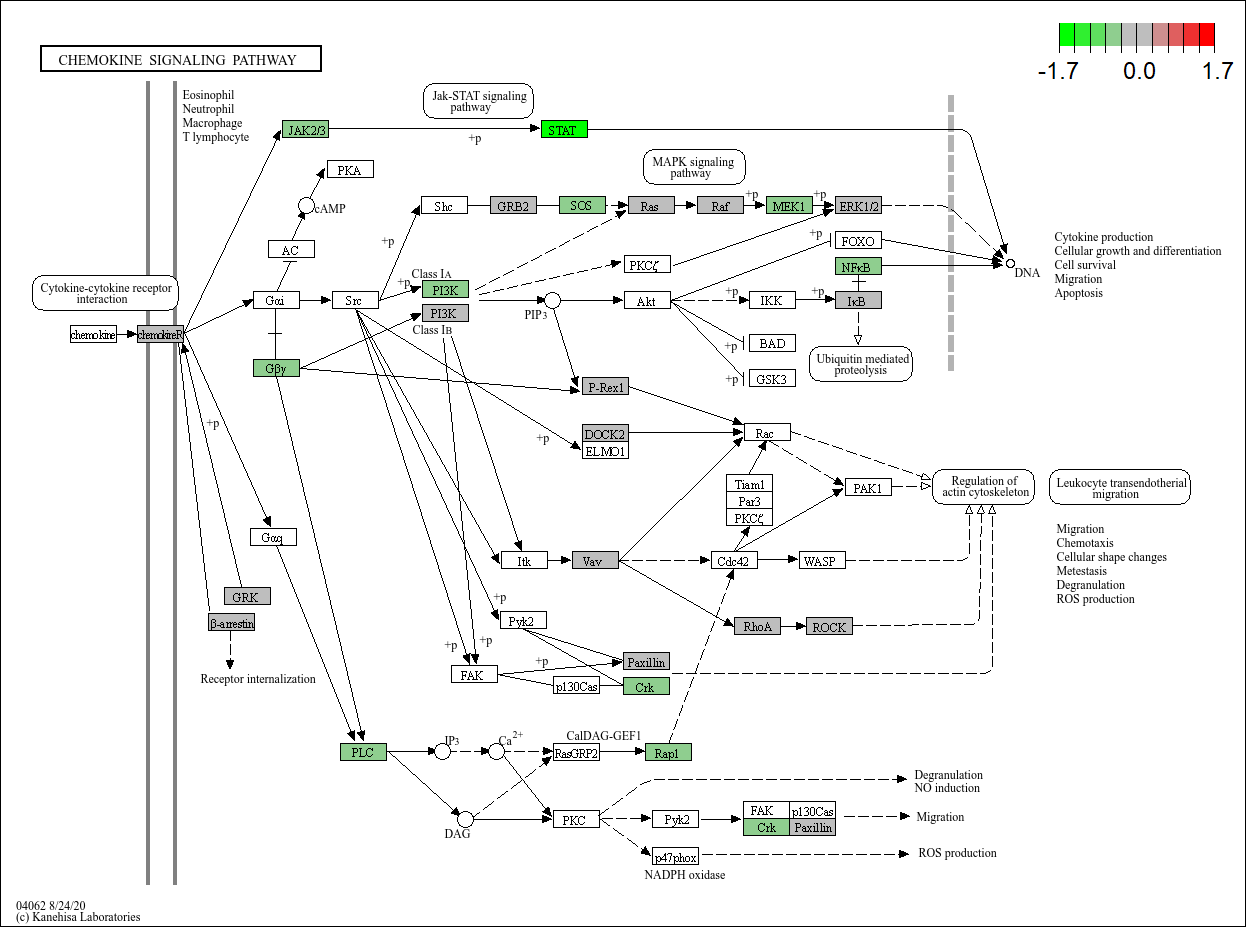 CHEMOKINE SIGNALING PATHWAY
-1.7 0.0 1.7
Eosinophil
Neutrophil
Macrophage
T lymphocyte
Jak-STAT signaling
pathway
JAK2/3
+p
STAT
MAPK signaling
pathway
PKA
cAMP
AC
+p
Shc
GRB2
SOS
Ras
Raf
+p
MEK1
+p
ERK1/2
+p
FOXO
PKCζ
NFκB
Cytokine production
Cellular growth and differentiation
Cell survival
Migration
Apoptosis
DNA
Cytokine-cytokine receptor
interaction
Class IA
+p
PI3K
PI3K
Class IB
Gαi
Src
PIP3
Akt
+p
IKK
+p
IκB
chemokine
chemokineR
+p
BAD
+p
GSK3
Ubiquitin mediated
proteolysis
Gβγ
P-Rex1
+p
+p
DOCK2
ELMO1
Rac
Tiam1
Par3
PKCζ
PAK1
Regulation of
actin cytoskeleton
Leukocyte transendotherial
migration
Gαq
Itk
Vav
Cdc42
WASP
Migration
Chemotaxis
Cellular shape changes
Metestasis
Degranulation
ROS production
GRK
β-arrestin
+p
Pyk2
RhoA
ROCK
+p
+p
+p
FAK
Paxillin
p130Cas
Crk
Receptor internalization
PLC
IP3
Ca2+
CalDAG-GEF1
RasGRP2
Rap1
DAG
PKC
Pyk2
FAK
p130Cas
Crk
Paxillin
Degranulation
NO induction
Migration
p47phox
NADPH oxidase
ROS production
04062 8/24/20
(c) Kanehisa Laboratories